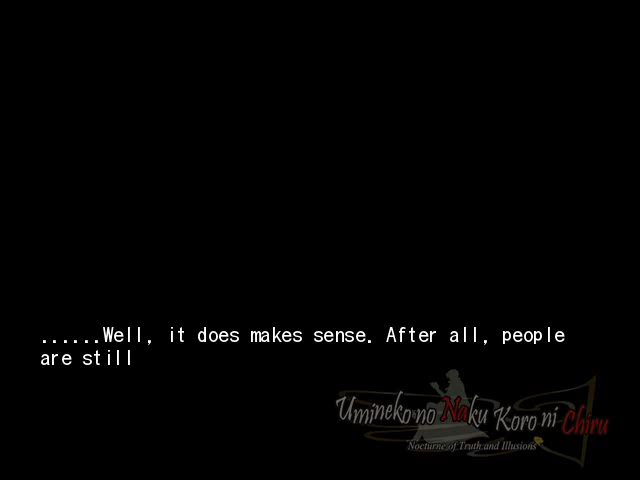 ......Well, it does makes sense. After all, people
are still
Umineko no Naku Koro ni Chiru
Nocturne of Truth and Illusions